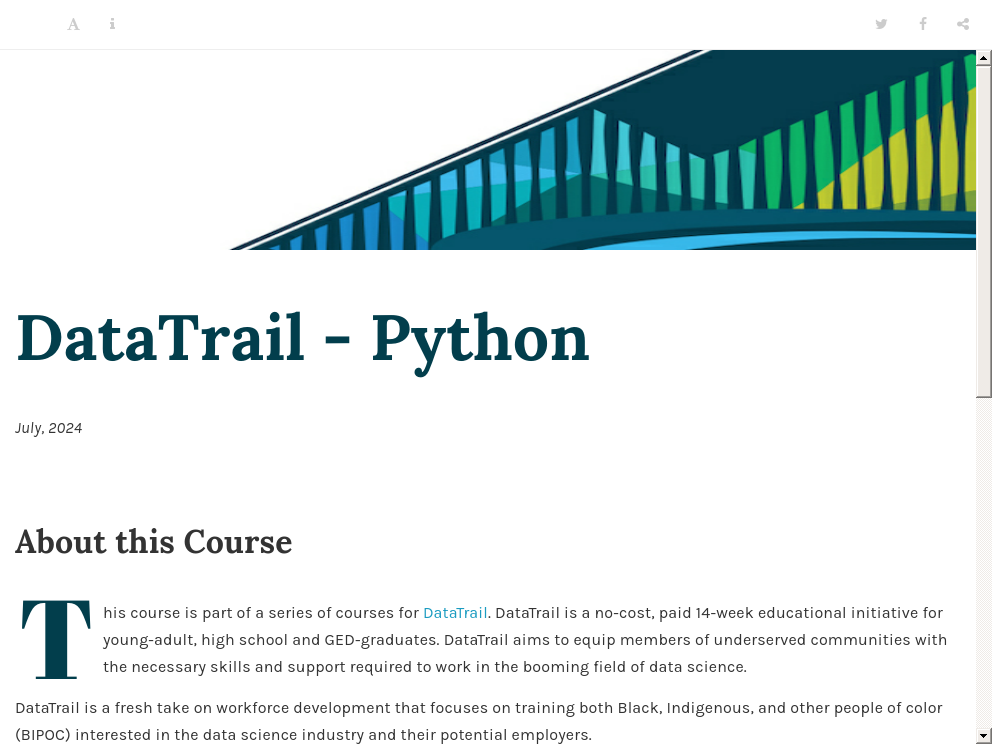 DataTrail - Python
July, 2024
About this Course
This course is part of a series of courses for DataTrail. DataTrail is a no-cost, paid 14-week educational initiative for
young-adult, high school and GED-graduates. DataTrail aims to equip members of underserved communities with
the necessary skills and support required to work in the booming field of data science.
DataTrail is a fresh take on workforce development that focuses on training both Black, Indigenous, and other people of color
(BIPOC) interested in the data science industry and their potential employers.